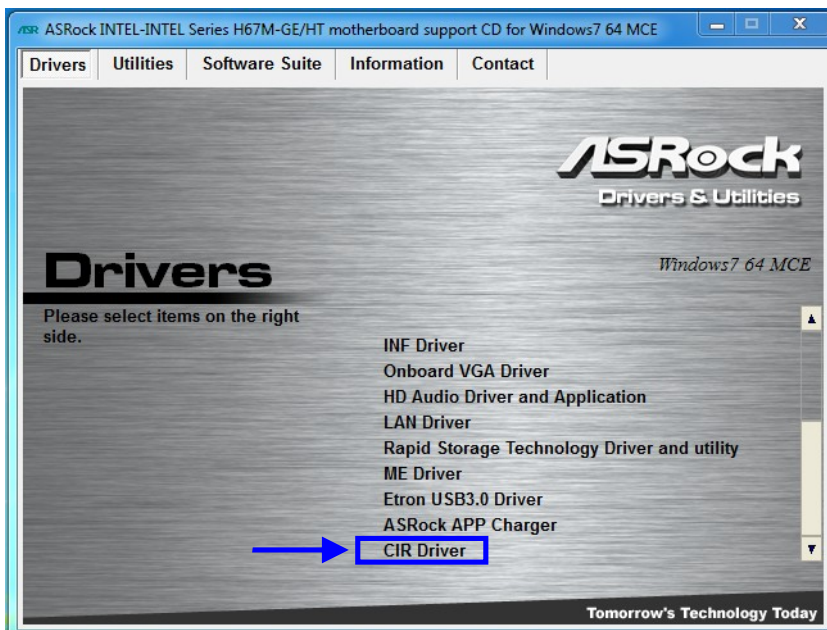 ASRock INTEL-INTEL Series H67M-GE/HT motherboard support CD for Windows7 64 MCE
Drivers Utilities Software Suite Information Contact
ASRock
Drivers & Utilities
Drivers
Windows7 64 MCE
Please select items on the right
side.
INF Driver
Onboard VGA Driver
HD Audio Driver and Application
LAN Driver
Rapid Storage Technology Driver and utility
ME Driver
Etron USB3.0 Driver
ASRock APP Charger
CIR Driver
Tomorrow's Technology Today